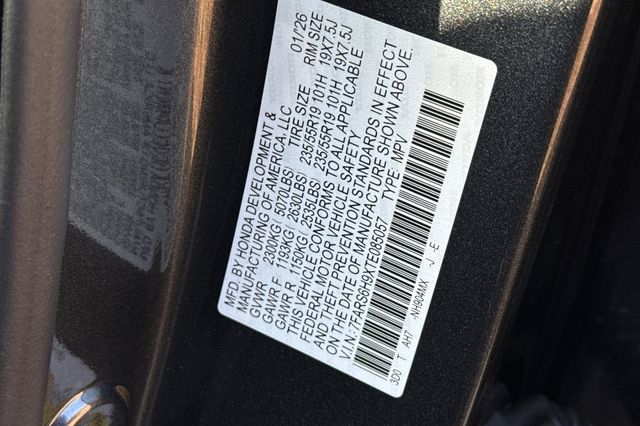 MFD. BY HONDA DEVELOPMENT &
MANUFACTURING OF AMERICA, LLC 01/'26
GVWR 2300KG (5070LBS) TIRE SIZE RIM SIZE
GAWR F 1193KG (2630LBS) 235/55R19 101H 19X7.5J
GAWR R 1150KG (2535LBS) 235/55R19 101H 19X7.5J
THIS VEHICLE CONFORMS TO ALL APPLICABLE
FEDERAL MOTOR VEHICLE SAFETY
AND THEFT PREVENTION STANDARDS IN EFFECT
ON THE DATE OF MANUFACTURE SHOWN ABOVE.
V.I.N.: 7FARS6H9XTE085057 TYPE: MPV
3D0 T AH7 -NH904MX -J -E